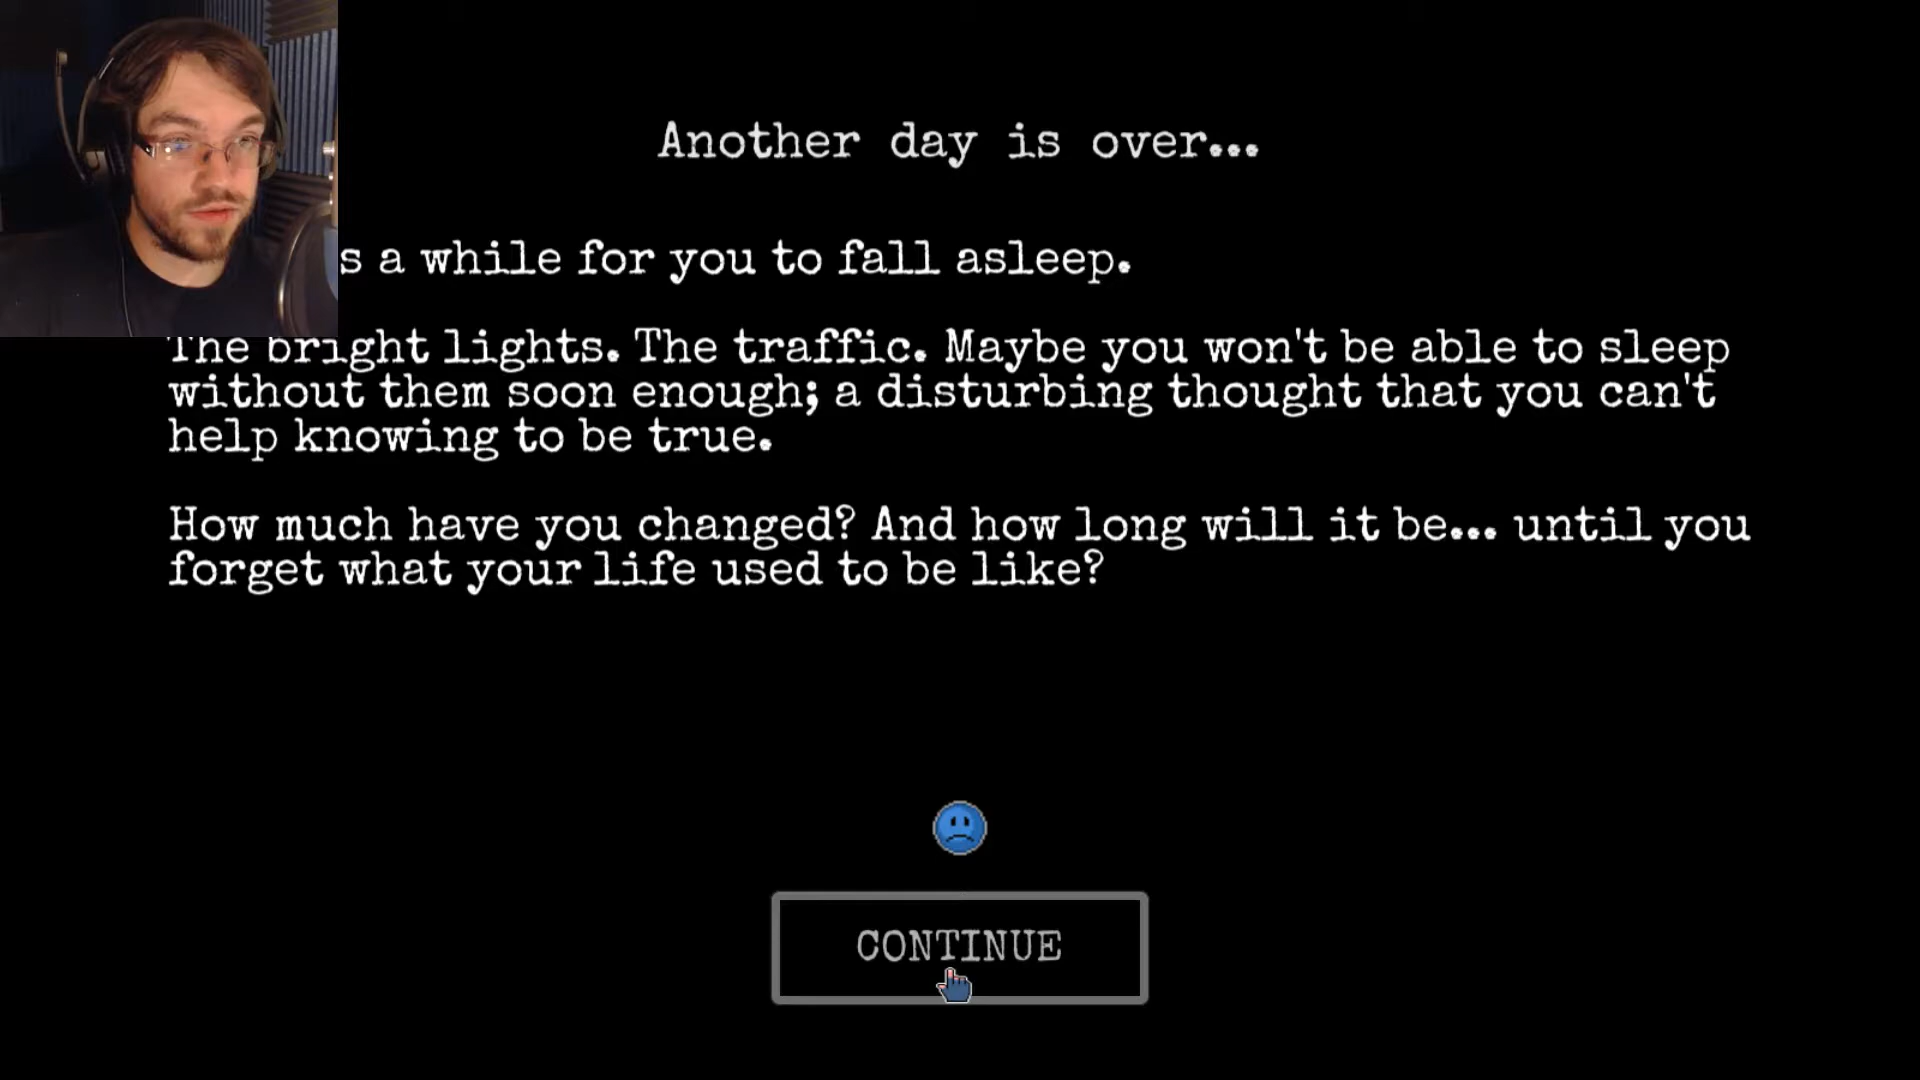 Another day is over...
a while for you to fall asleep.
The bright lights. The traffic. Maybe you won't be able to sleep
without them soon enough; a disturbing thought that you can't
help knowing to be true.
How much have you changed? And how long will it be... until you
forget what your life used to be like?
CONTINUE